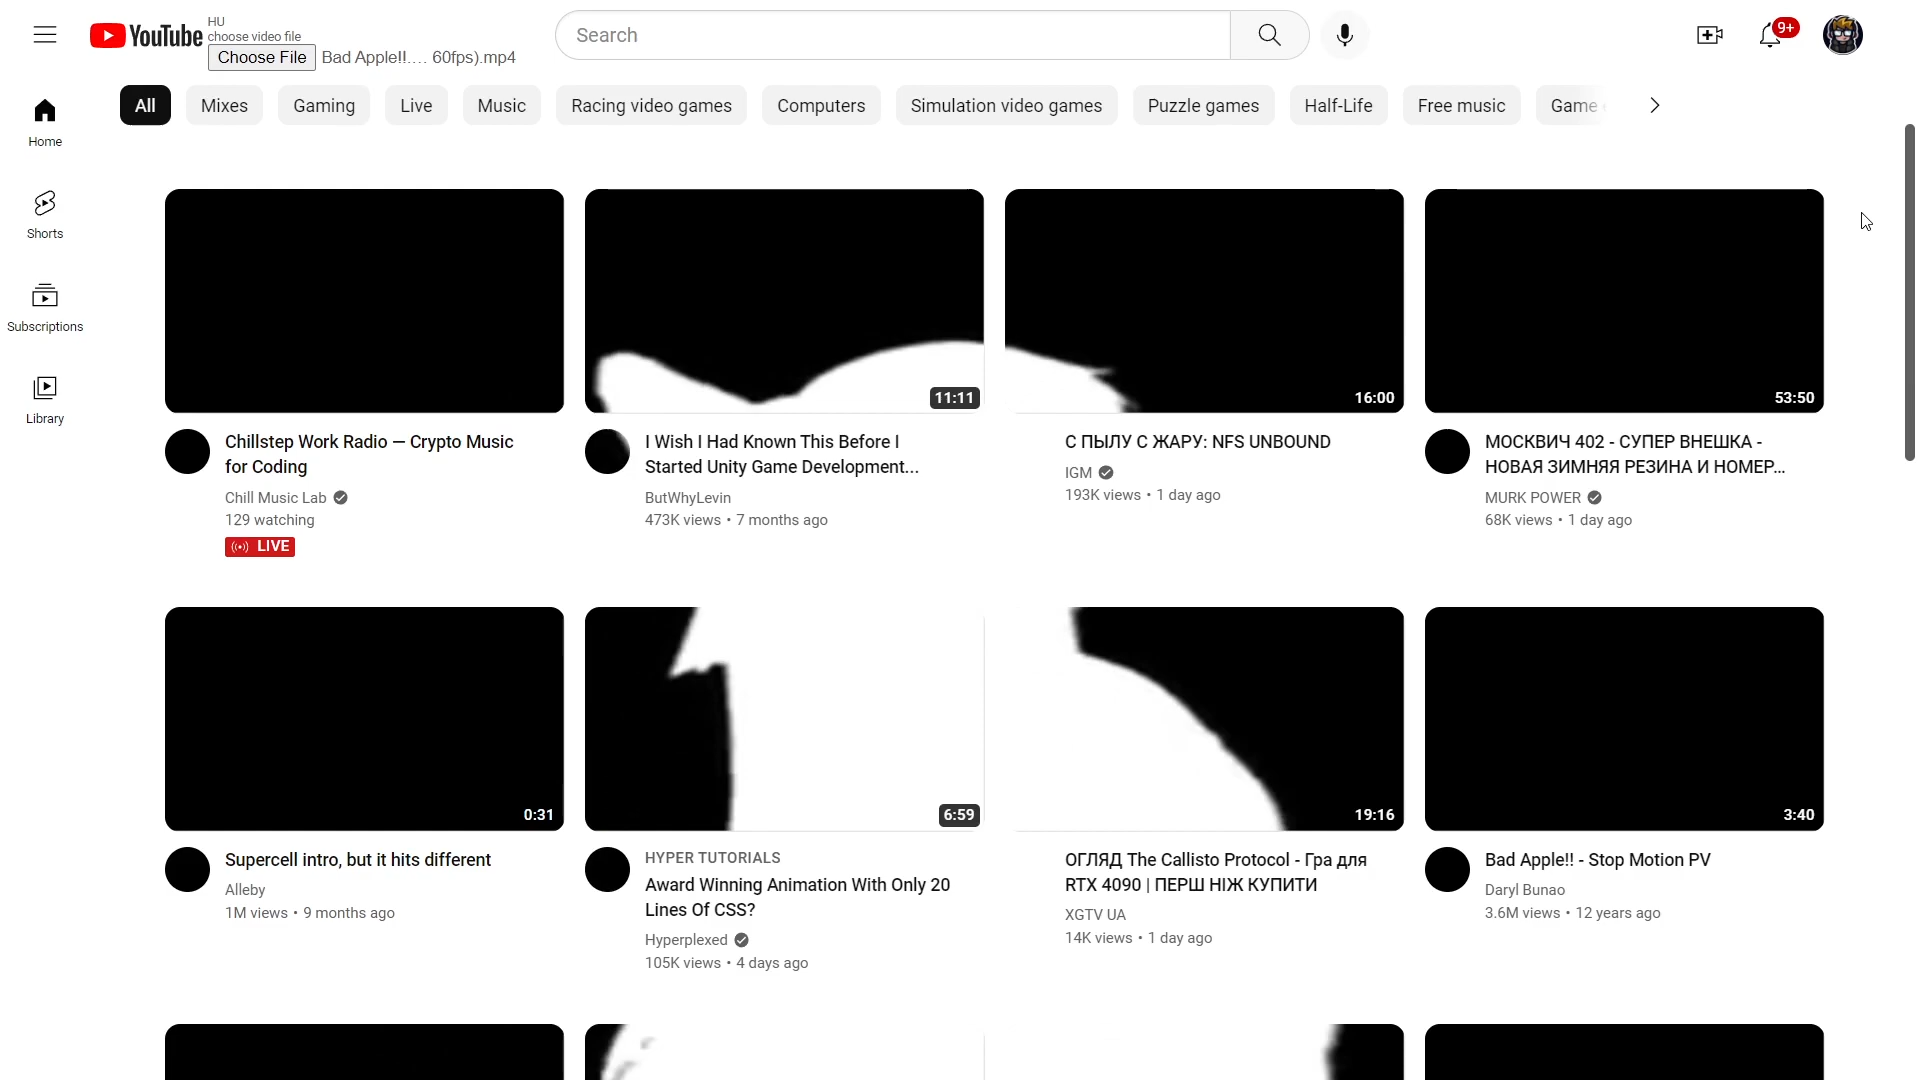 YouTube
HU
choose video file
Choose File Bad Apple!!.... 60fps).mp4
Search
9+
All
Mixes
Gaming
Live
Music
Racing video games
Computers
Simulation video games
Puzzle games
Half-Life
Free music
Game
Home
Shorts
Subscriptions
Library
Chillstep Work Radio — Crypto Music
for Coding
Chill Music Lab
129 watching
LIVE
11:11
I Wish I Had Known This Before I
Started Unity Game Development...
ButWhyLevin
473K views • 7 months ago
16:00
С ПЫЛУ С ЖАРУ: NFS UNBOUND
IGM
193K views • 1 day ago
53:50
МОСКВИЧ 402 - СУПЕР ВНЕШКА -
НОВАЯ ЗИМНЯЯ РЕЗИНА И НОМЕР...
MURK POWER
68K views • 1 day ago
0:31
Supercell intro, but it hits different
Alleby
1M views • 9 months ago
6:59
HYPER TUTORIALS
Award Winning Animation With Only 20
Lines Of CSS?
Hyperplexed
105K views • 4 days ago
19:16
ОГЛЯД The Callisto Protocol - Гра для
RTX 4090 | ПЕРШ НІЖ КУПИТИ
XGTV UA
14K views • 1 day ago
3:40
Bad Apple!! - Stop Motion PV
Daryl Bunao
3.6M views • 12 years ago